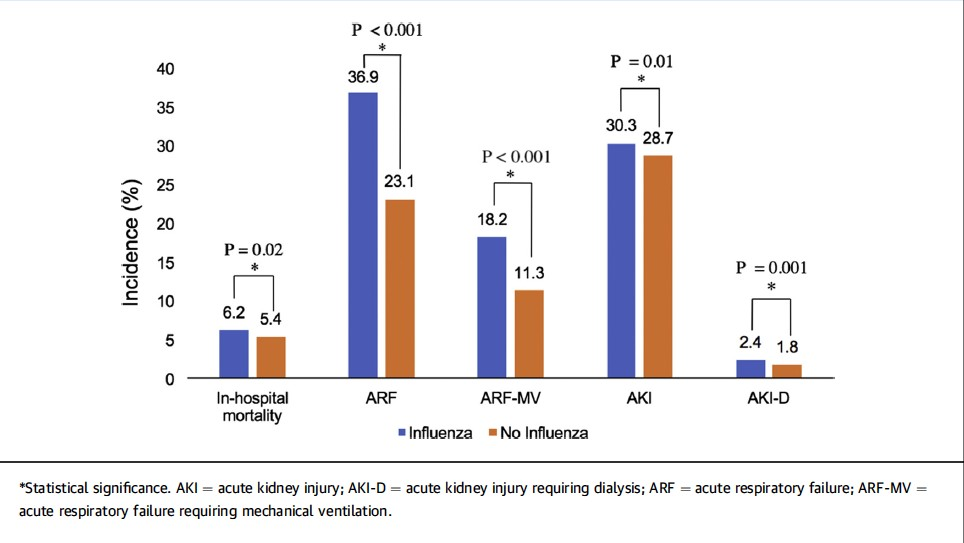 P <0.001
*
P =0.01
*
P<0.001
*
P=0.02
*
P =0.001
*
Incidence (%)
40
35
30
25
20
15
10
5
0
6.2
5.4
36.9
23.1
18.2
11.3
30.3
28.7
2.4
1.8
In-hospital
mortality
ARF
ARF-MV
AKI
AKI-D
Influenza
No Influenza
*Statistical significance. AKI = acute kidney injury; AKI-D = acute kidney injury requiring dialysis; ARF = acute respiratory failure; ARF-MV =
acute respiratory failure requiring mechanical ventilation.